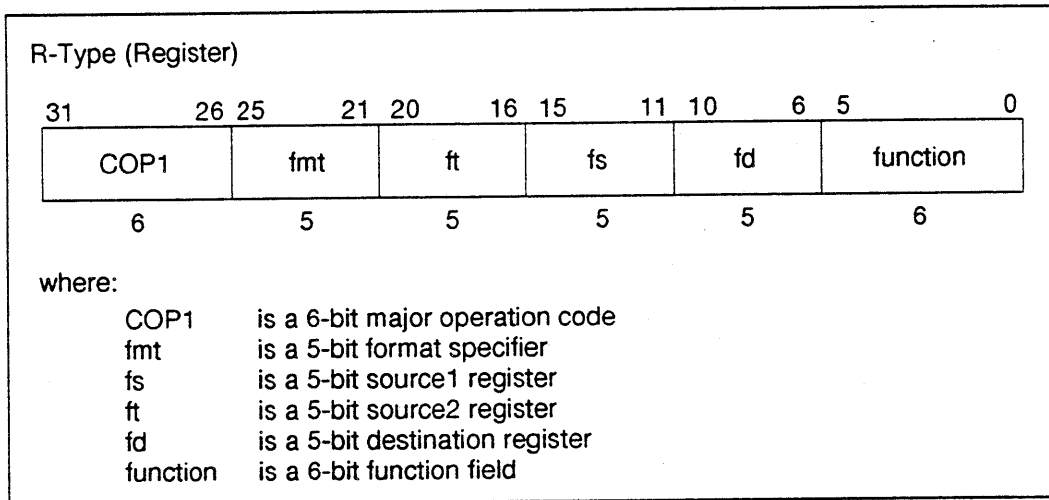 R-Type (Register)
31 26 25 21 20 16 15 11 10 6 5 0
COP1 fmt ft fs fd function
6 5 5 5 5 6
where:
COP1 is a 6-bit major operation code
fmt is a 5-bit format specifier
fs is a 5-bit source1 register
ft is a 5-bit source2 register
fd is a 5-bit destination register
function is a 6-bit function field